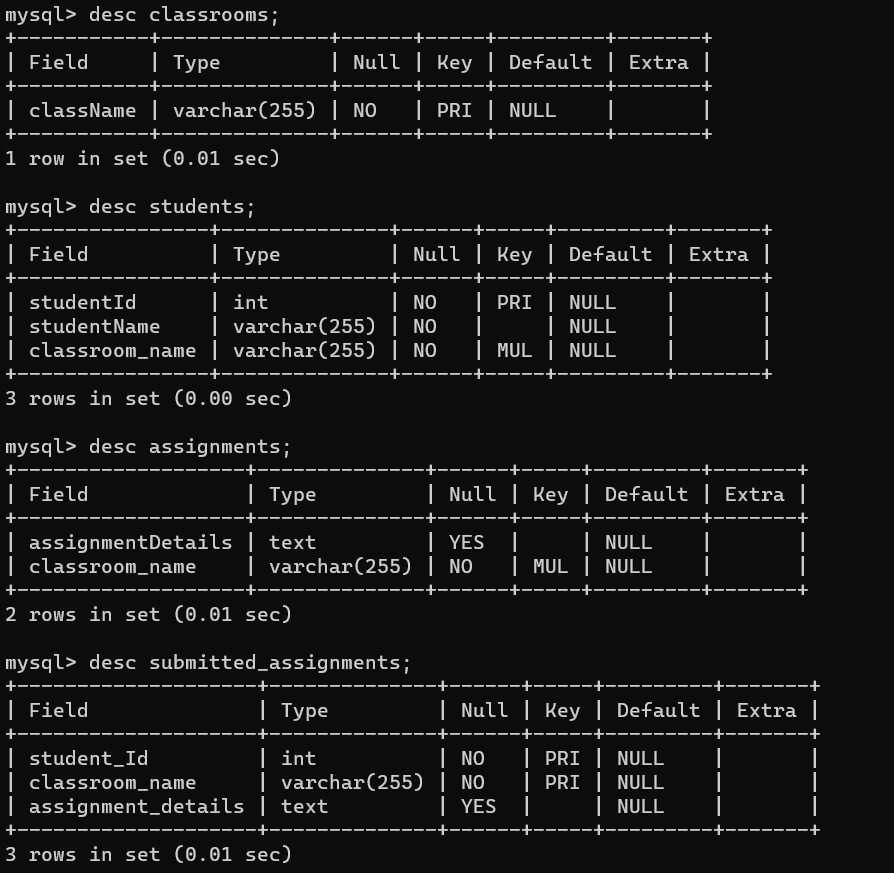 mysql> desc classrooms;
+-----------+--------------+------+-----+---------+-------+
| Field     | Type         | Null | Key | Default | Extra |
+-----------+--------------+------+-----+---------+-------+
| className | varchar(255) | NO   | PRI | NULL    |       |
+-----------+--------------+------+-----+---------+-------+
1 row in set (0.01 sec)

mysql> desc students;
+----------------+--------------+------+-----+---------+-------+
| Field          | Type         | Null | Key | Default | Extra |
+----------------+--------------+------+-----+---------+-------+
| studentId      | int          | NO   | PRI | NULL    |       |
| studentName    | varchar(255) | NO   |     | NULL    |       |
| classroom_name | varchar(255) | NO   | MUL | NULL    |       |
+----------------+--------------+------+-----+---------+-------+
3 rows in set (0.00 sec)

mysql> desc assignments;
+-------------------+--------------+------+-----+---------+-------+
| Field             | Type         | Null | Key | Default | Extra |
+-------------------+--------------+------+-----+---------+-------+
| assignmentDetails | text         | YES  |     | NULL    |       |
| classroom_name    | varchar(255) | NO   | MUL | NULL    |       |
+-------------------+--------------+------+-----+---------+-------+
2 rows in set (0.01 sec)

mysql> desc submitted_assignments;
+--------------------+--------------+------+-----+---------+-------+
| Field              | Type         | Null | Key | Default | Extra |
+--------------------+--------------+------+-----+---------+-------+
| student_Id         | int          | NO   | PRI | NULL    |       |
| classroom_name     | varchar(255) | NO   | PRI | NULL    |       |
| assignment_details | text         | YES  |     | NULL    |       |
+--------------------+--------------+------+-----+---------+-------+
3 rows in set (0.01 sec)